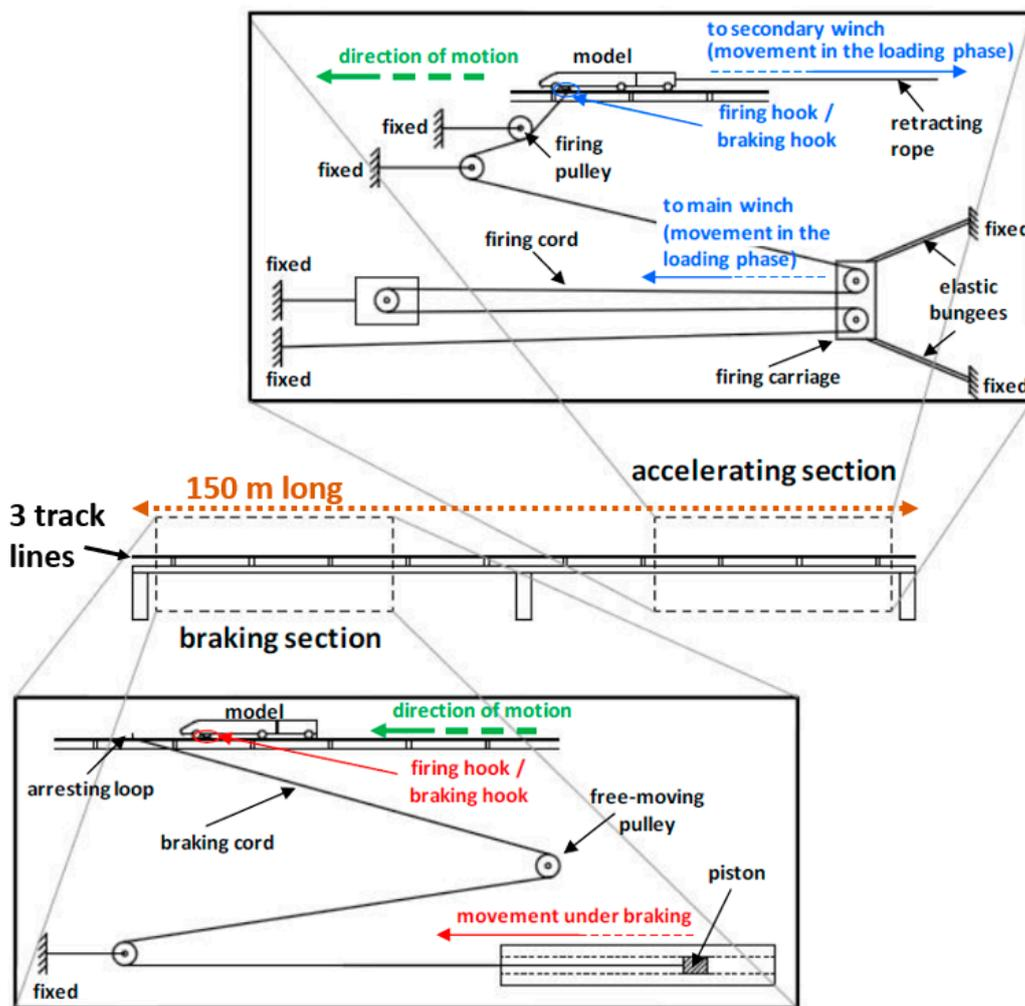 to secondary winch
(movement in the loading phase)
direction of motion
model
fixed
firing
pulley
firing hook /
braking hook
retracting
rope
fixed
to main winch
(movement in the
loading phase)
firing cord
fixed
fixed
elastic
bungees
fixed
firing carriage
fixed
accelerating section
150 m long
3 track
lines
braking section
model
direction of motion
arresting loop
firing hook /
braking hook
free-moving
pulley
braking cord
piston
movement under braking
fixed